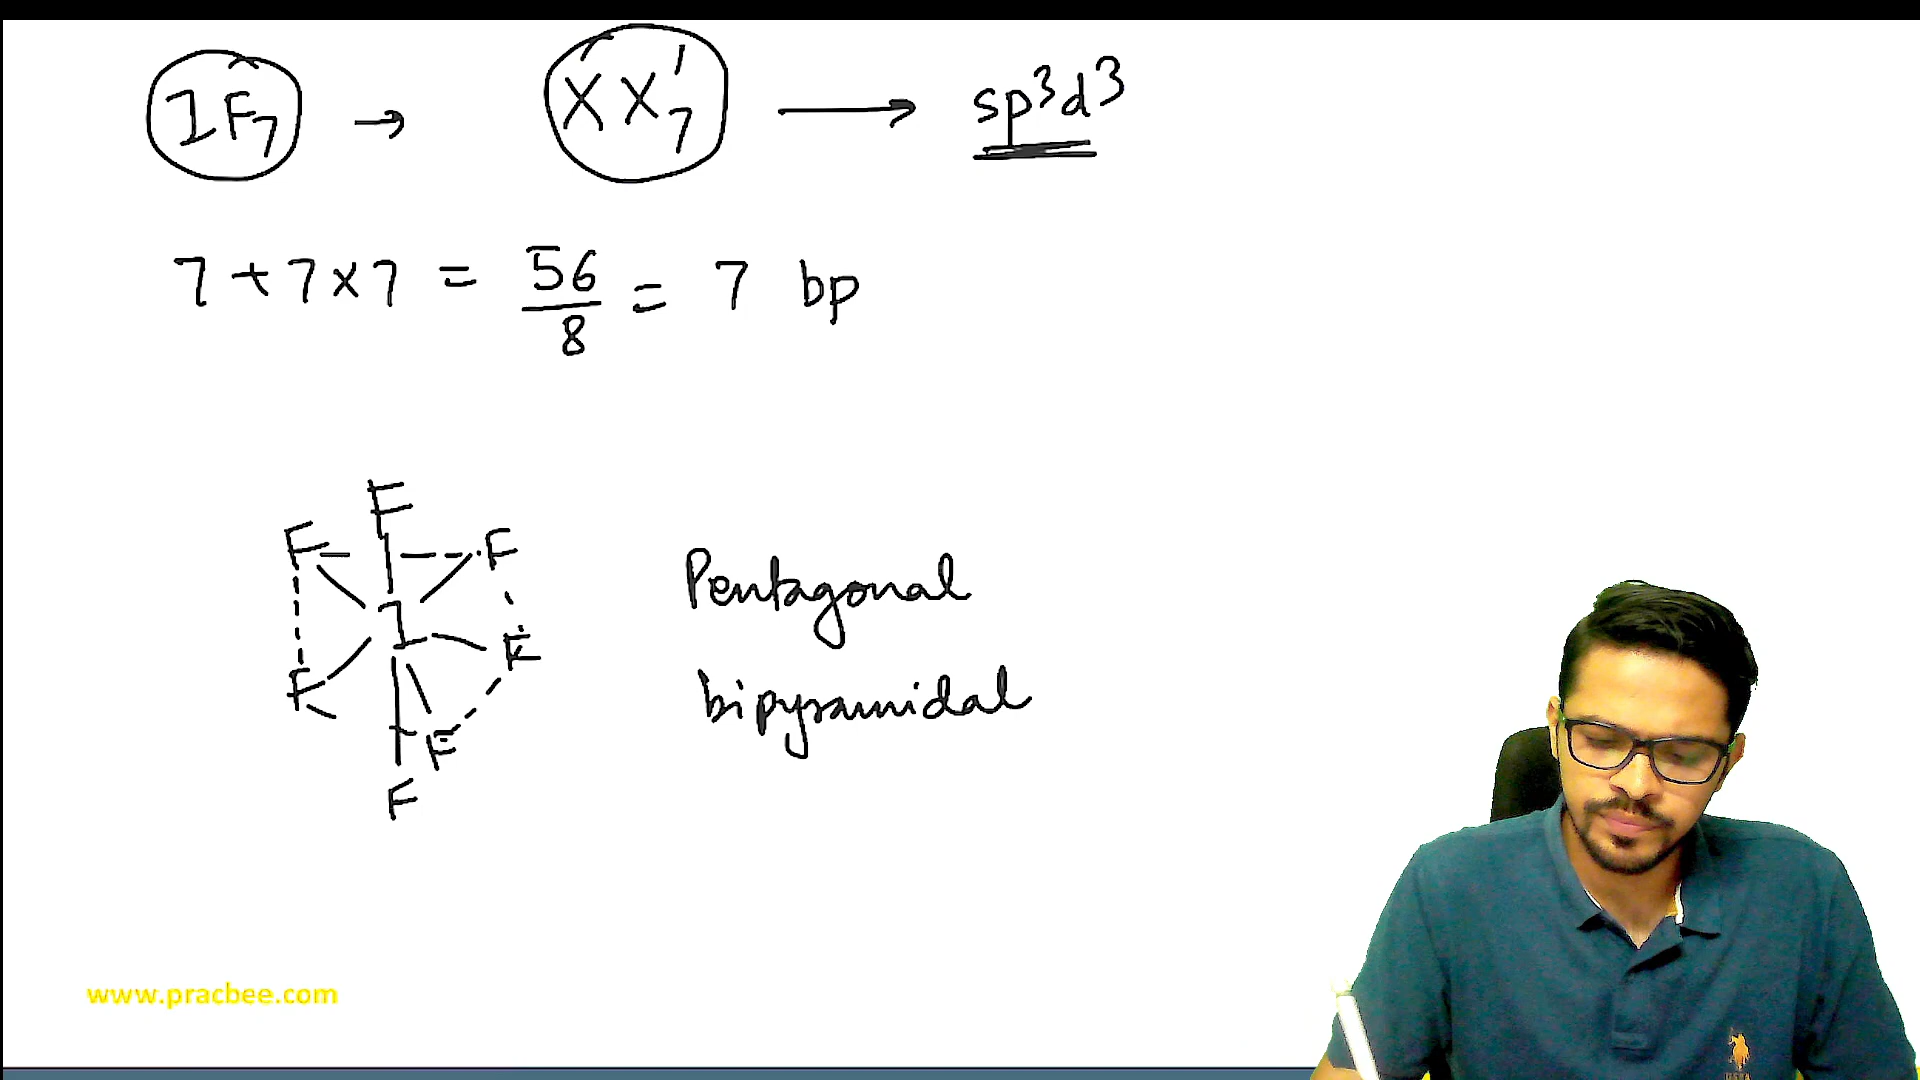 IF₇ → XX'₇ → sp³d³
7 + 7 × 7 = 56/8 = 7 bp
F
F F
I
F F
F
F
Pentagonal
bipyramidal
www.pracbee.com